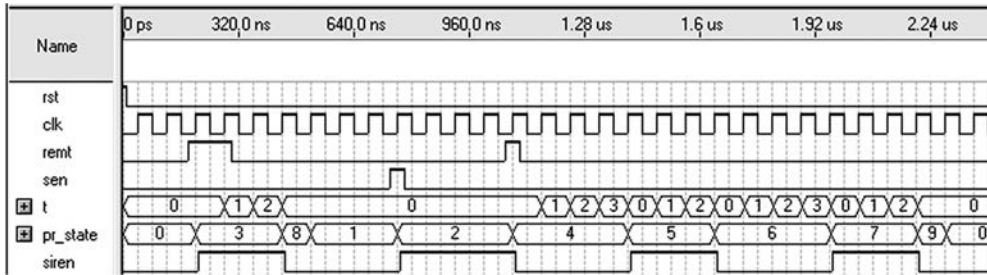 Name 0 ps 320.0 ns 640.0 ns 960.0 ns 1.28 us 1.6 us 1.92 us 2.24 us
rst
clk
remt
sen
t 0 1 2 0 1 2 3 0 1 2 0 1 2 3 0 1 2 0
pr_state 0 3 8 1 2 4 5 6 7 9 0
siren